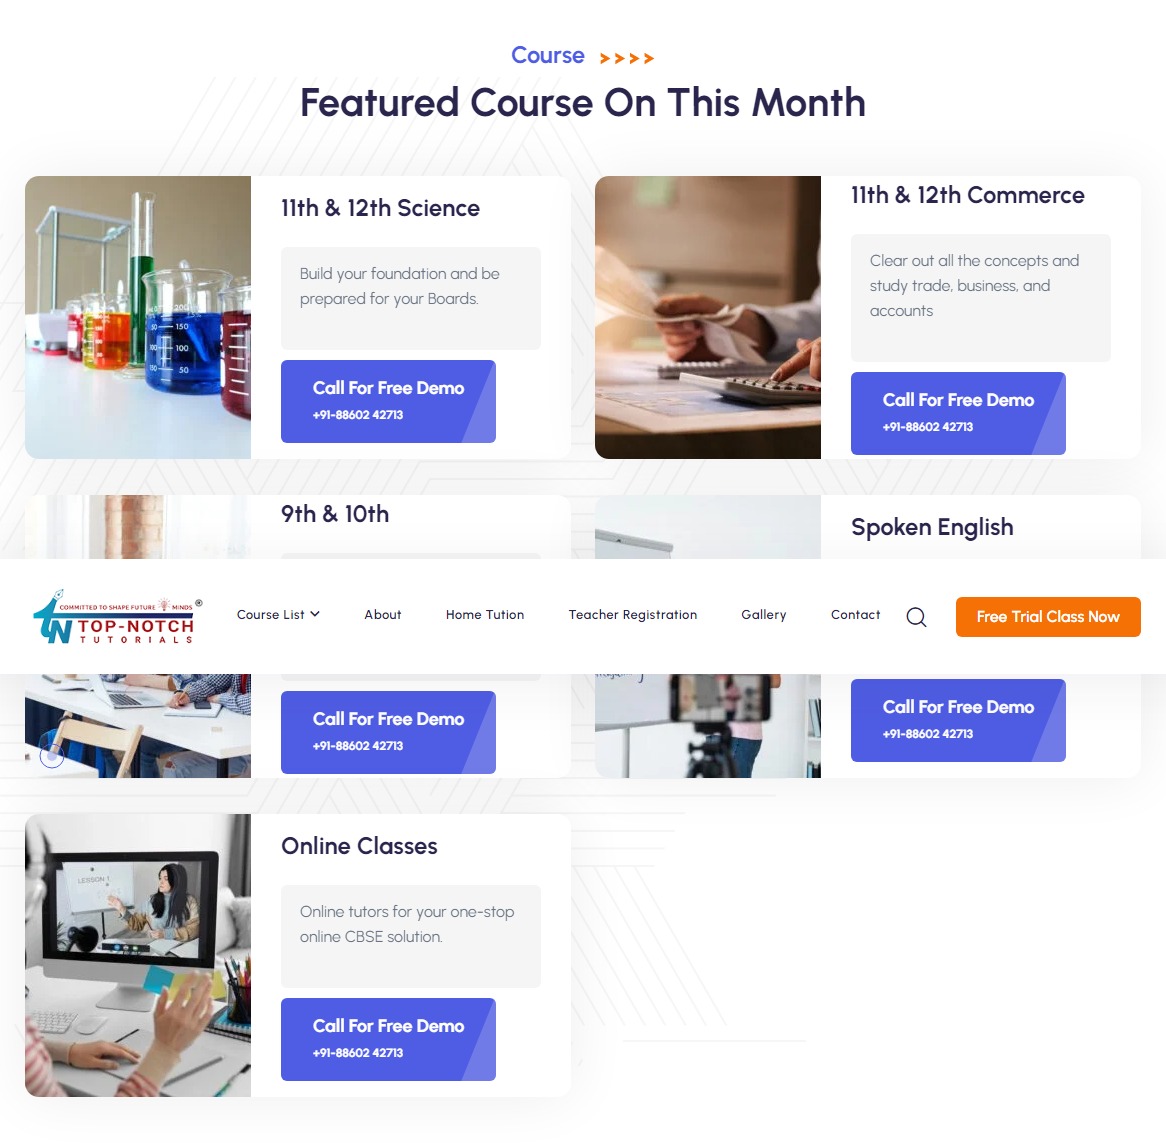 Course
Featured Course On This Month
11th & 12th Science
Build your foundation and be
prepared for your Boards.
Call For Free Demo
+91-88602 42713
11th & 12th Commerce
Clear out all the concepts and
study trade, business, and
accounts
Call For Free Demo
+91-88602 42713
9th & 10th
Spoken English
COMMITTED TO SHAPE FUTURE MINDS ®
TN TOP-NOTCH
TUTORIALS
Course List
About
Home Tution
Teacher Registration
Gallery
Contact
Free Trial Class Now
Call For Free Demo
+91-88602 42713
Call For Free Demo
+91-88602 42713
LESSON 1
Online Classes
Online tutors for your one-stop
online CBSE solution.
Call For Free Demo
+91-88602 42713